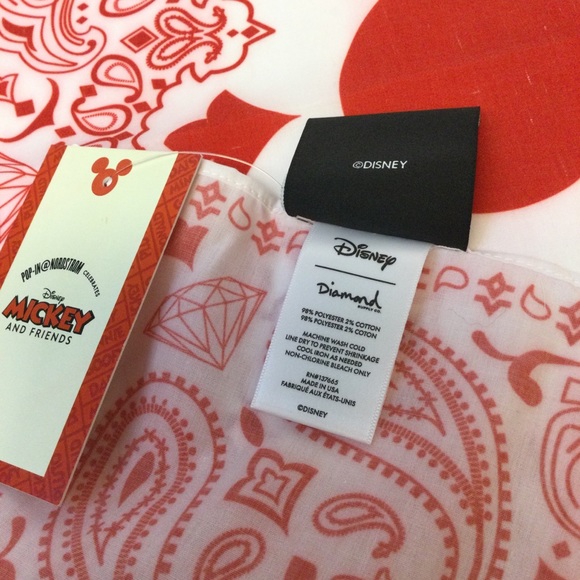 POP-IN@NORDSTROM
CELEBRATES
Disney
MICKEY
AND FRIENDS
©DISNEY
Disney
Diamond
SUPPLY CO.
98% POLYESTER 2% COTTON
98% POLYESTER 2% COTTON
MACHINE WASH COLD
LINE DRY TO PREVENT SHRINKAGE
COOL IRON AS NEEDED
NON-CHLORINE BLEACH ONLY
RN#137665
MADE IN USA
FABRIQUÉ AUX ÉTATS-UNIS
©DISNEY